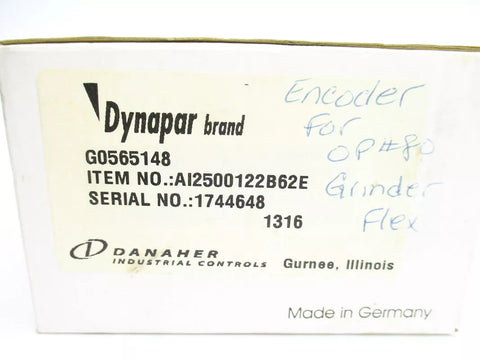 Dynapar brand
G0565148
ITEM NO.:AI2500122B62E
SERIAL NO.:1744648
1316
Encoder
For
OP#80
Grinder
Flex
DANAHER
INDUSTRIAL CONTROLS Gurnee, Illinois
Made in Germany